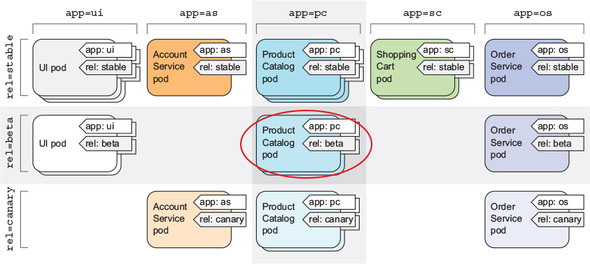 app=ui app=as app=pc app=sc app=os
rel=stable
UI pod
app: ui
rel: stable
Account
Service
pod
app: as
rel: stable
Product
Catalog
pod
app: pc
rel: stable
Shopping
Cart
pod
app: sc
rel: stable
Order
Service
pod
app: os
rel: stable
rel=beta
UI pod
app: ui
rel: beta
Product
Catalog
pod
app: pc
rel: beta
Order
Service
pod
app: os
rel: beta
rel=canary
Account
Service
pod
app: as
rel: canary
Product
Catalog
pod
app: pc
rel: canary
Order
Service
pod
app: os
rel: canary